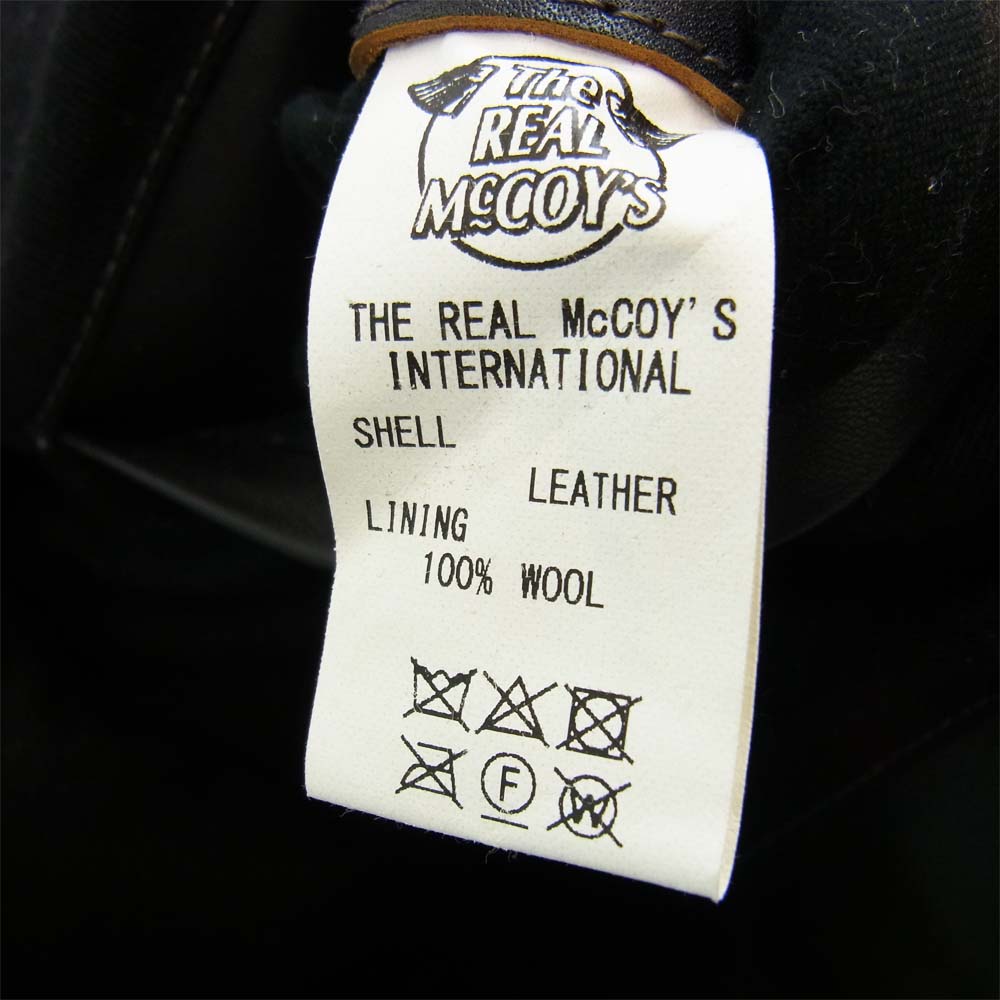 The
REAL
McCOY'S
THE REAL McCOY'S
INTERNATIONAL
SHELL
LEATHER
LINING
100% WOOL
F
W